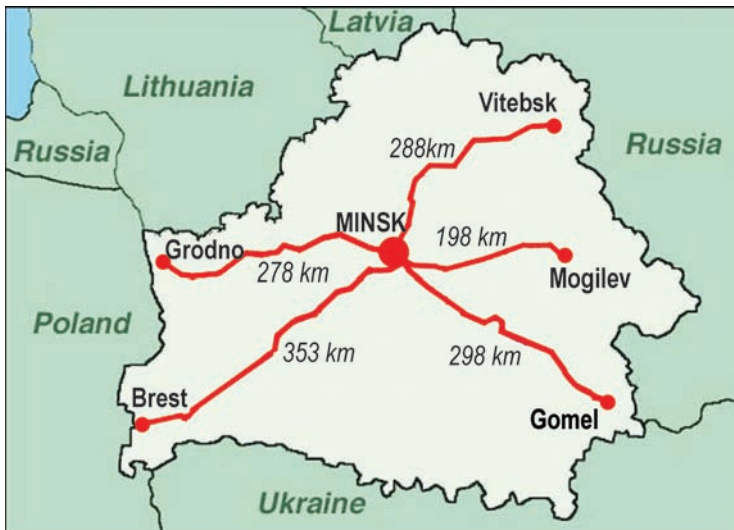 Latvia
Lithuania
Vitebsk
Russia
288km
Russia
MINSK
198 km
Grodno
Mogilev
278 km
Poland
353 km
298 km
Brest
Gomel
Ukraine